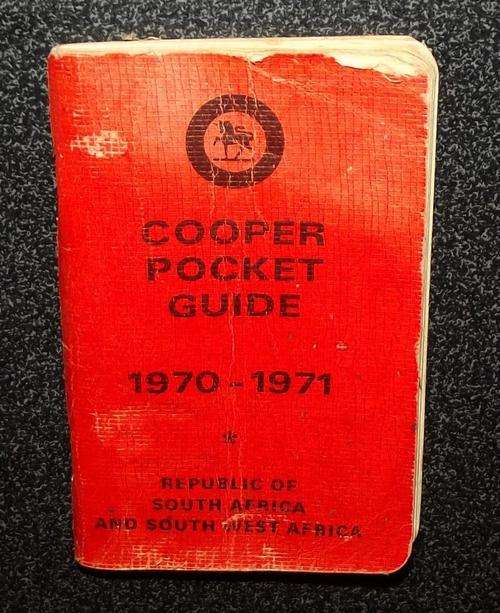 COOPER
POCKET
GUIDE
1970-1971
*
REPUBLIC OF
SOUTH AFRICA
AND SOUTH WEST AFRICA